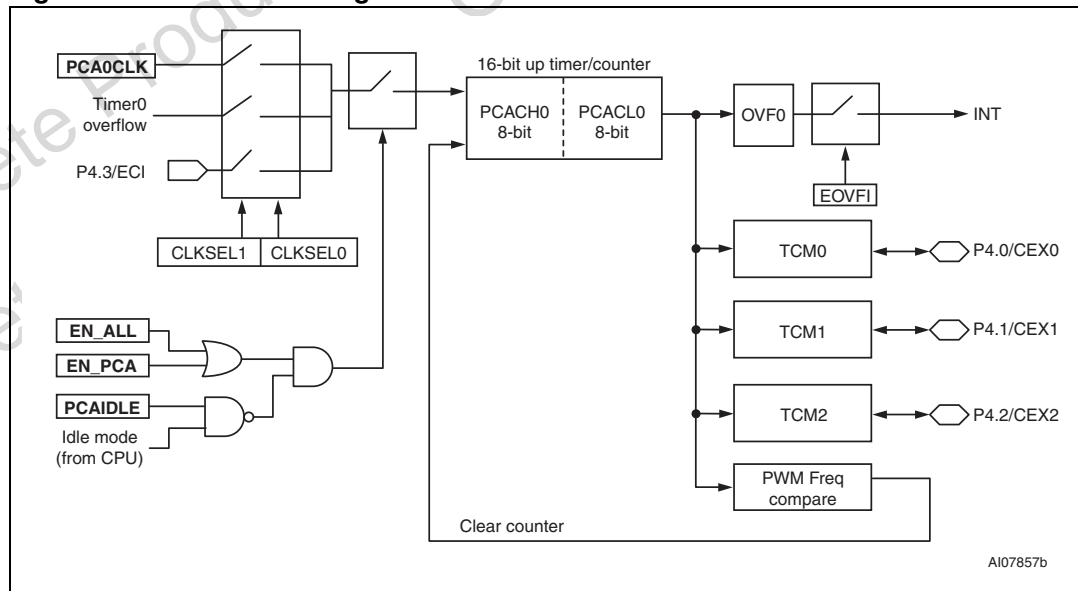 PCA0CLK
Timer0
overflow
P4.3/ECI
CLKSEL1
CLKSEL0
EN_ALL
EN_PCA
PCAIDLE
Idle mode
(from CPU)
16-bit up timer/counter
PCACH0
8-bit
PCACL0
8-bit
OVF0
INT
EOVFI
TCM0
P4.0/CEX0
TCM1
P4.1/CEX1
TCM2
P4.2/CEX2
PWM Freq
compare
Clear counter
AI07857b